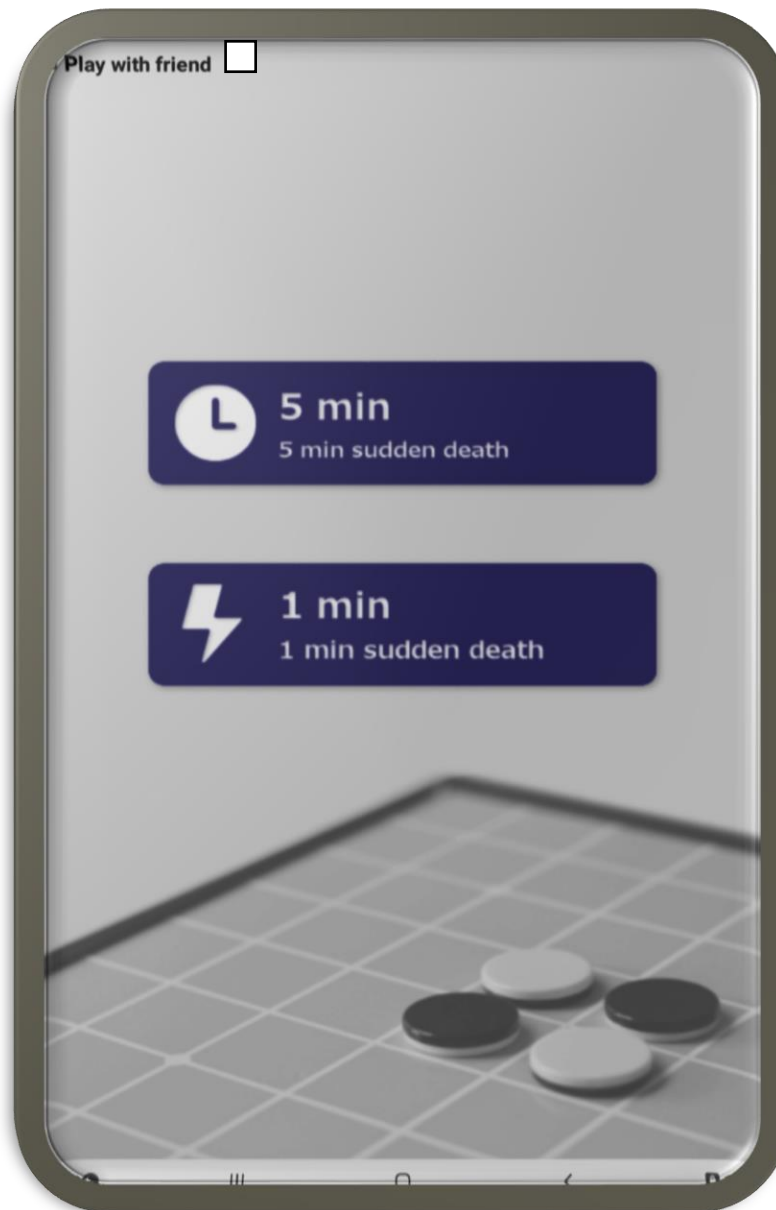 Play with friend
5 min
5 min sudden death
1 min
1 min sudden death